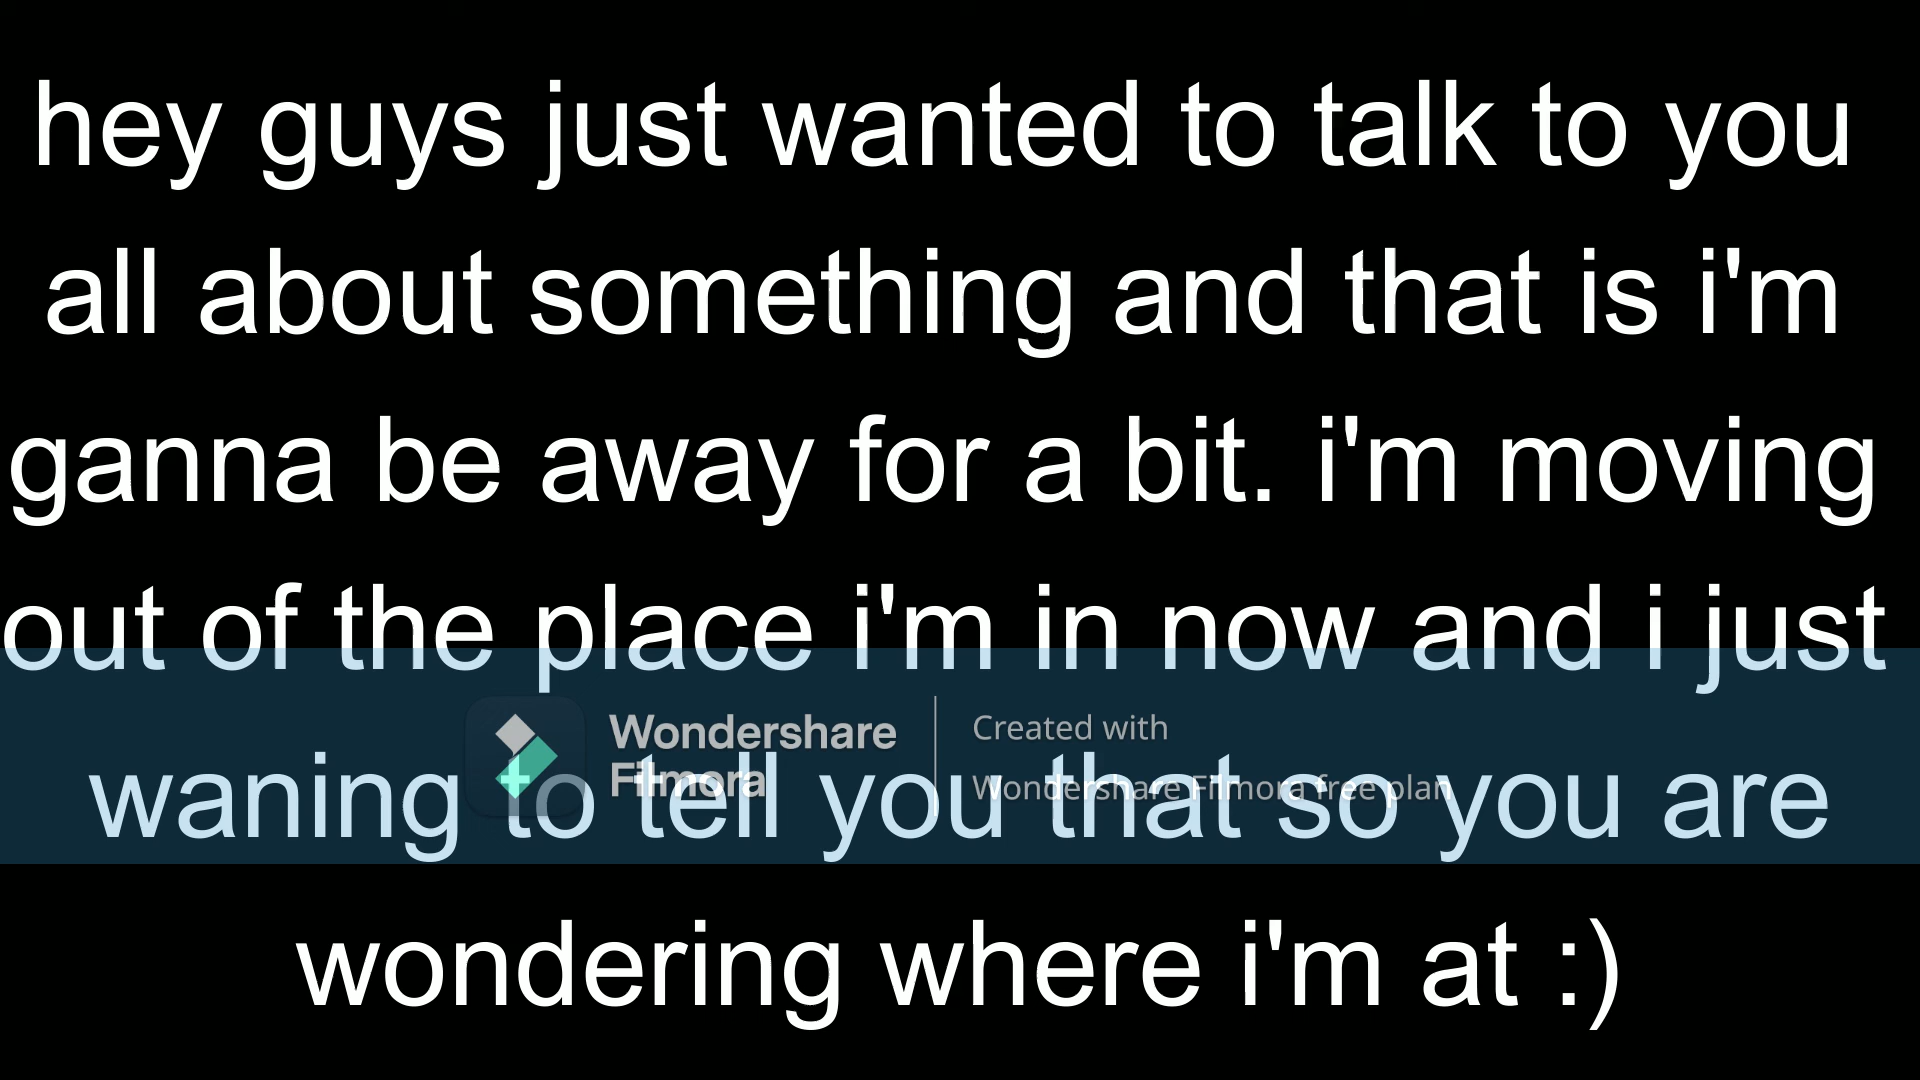 hey guys just wanted to talk to you
all about something and that is i'm
ganna be away for a bit. i'm moving
out of the place i'm in now and i just
waning to tell you that so you are
wondering where i'm at :)
Wondershare
Filmora
Created with
Wondershare Filmora free plan